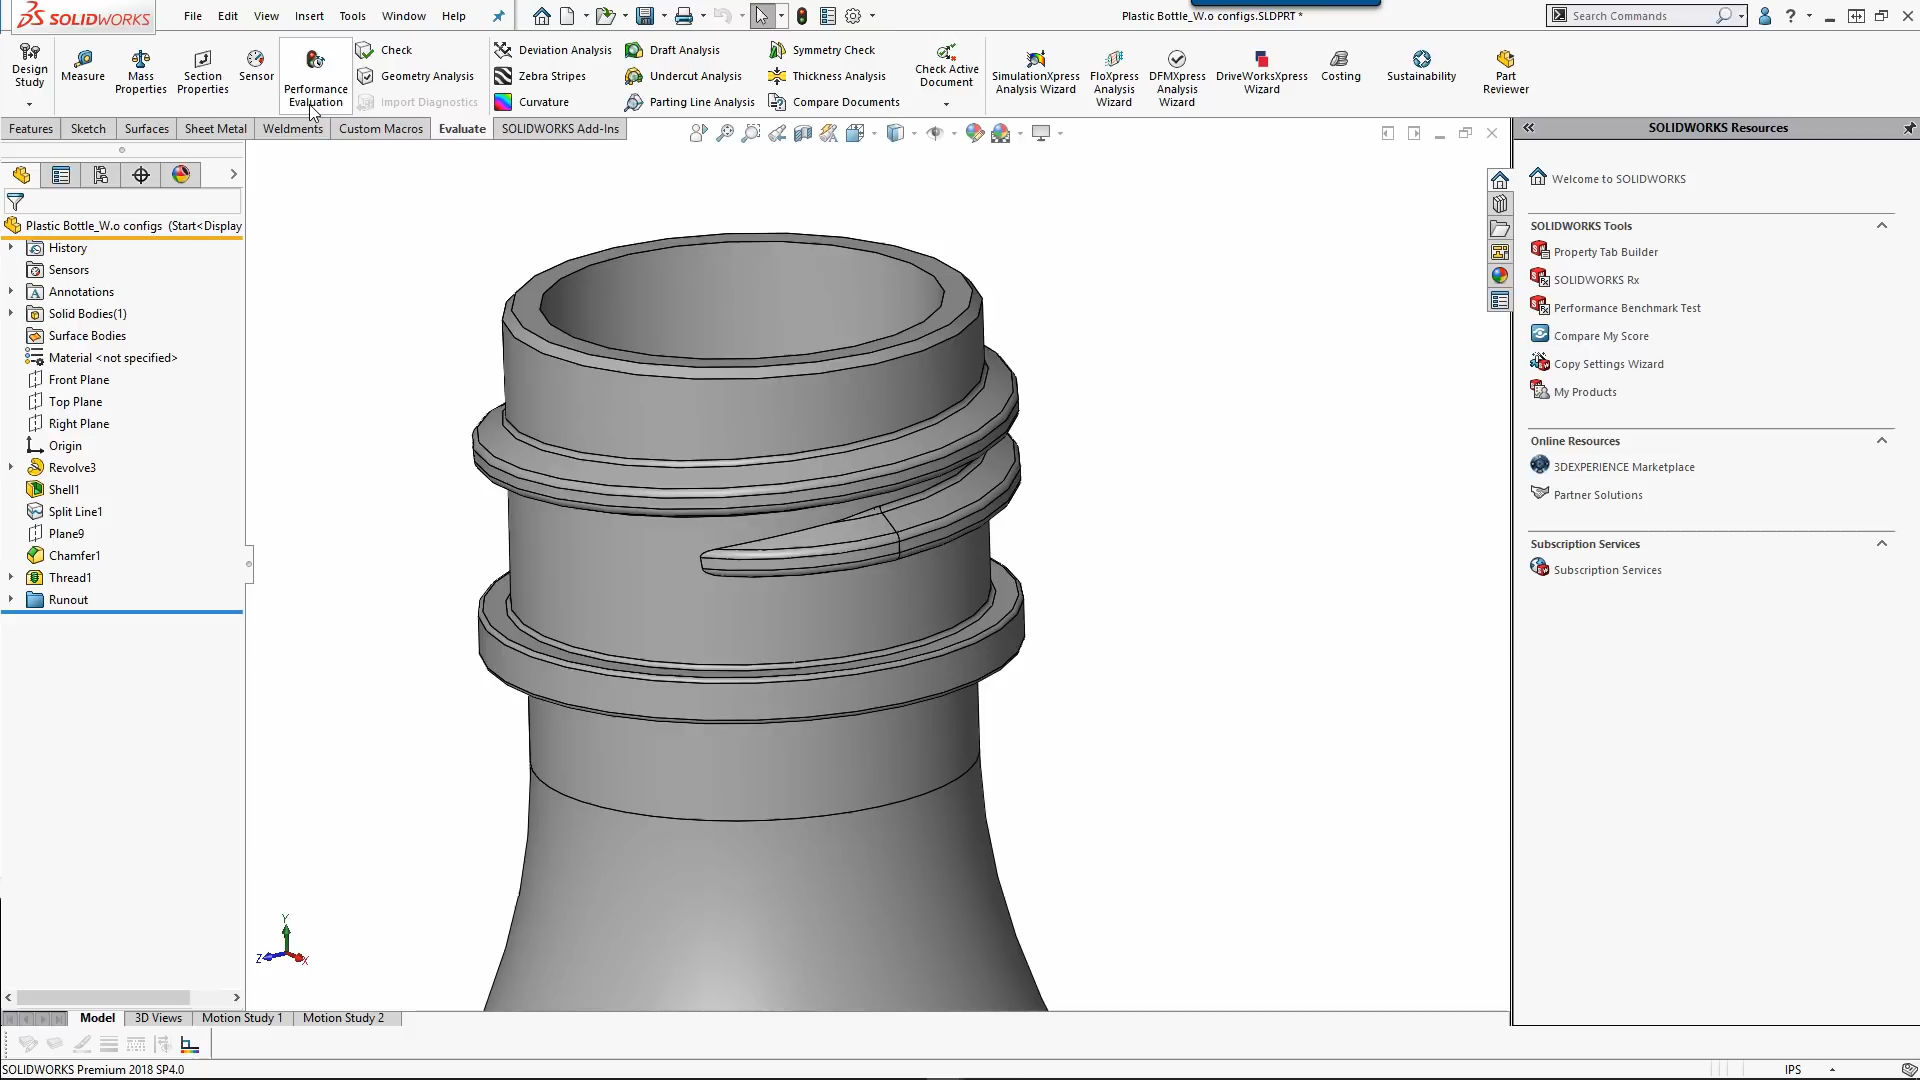 SOLIDWORKS
File Edit View Insert Tools Window Help
Plastic Bottle_W.o configs.SLDPRT *
Search Commands
Design Study
Measure
Mass Properties
Section Properties
Sensor
Performance Evaluation
Check
Geometry Analysis
Import Diagnostics
Deviation Analysis
Zebra Stripes
Curvature
Draft Analysis
Undercut Analysis
Parting Line Analysis
Symmetry Check
Thickness Analysis
Compare Documents
Check Active Document
SimulationXpress Analysis Wizard
FloXpress Analysis Wizard
DFMXpress Analysis Wizard
DriveWorksXpress Wizard
Costing
Sustainability
Part Reviewer
Features Sketch Surfaces Sheet Metal Weldments Custom Macros Evaluate SOLIDWORKS Add-Ins
Plastic Bottle_W.o configs (Start<Display
History
Sensors
Annotations
Solid Bodies(1)
Surface Bodies
Material <not specified>
Front Plane
Top Plane
Right Plane
Origin
Revolve3
Shell1
Split Line1
Plane9
Chamfer1
Thread1
Runout
Y
Z
X
SOLIDWORKS Resources
Welcome to SOLIDWORKS
SOLIDWORKS Tools
Property Tab Builder
SOLIDWORKS Rx
Performance Benchmark Test
Compare My Score
Copy Settings Wizard
My Products
Online Resources
3DEXPERIENCE Marketplace
Partner Solutions
Subscription Services
Subscription Services
Model 3D Views Motion Study 1 Motion Study 2
SOLIDWORKS Premium 2018 SP4.0
IPS